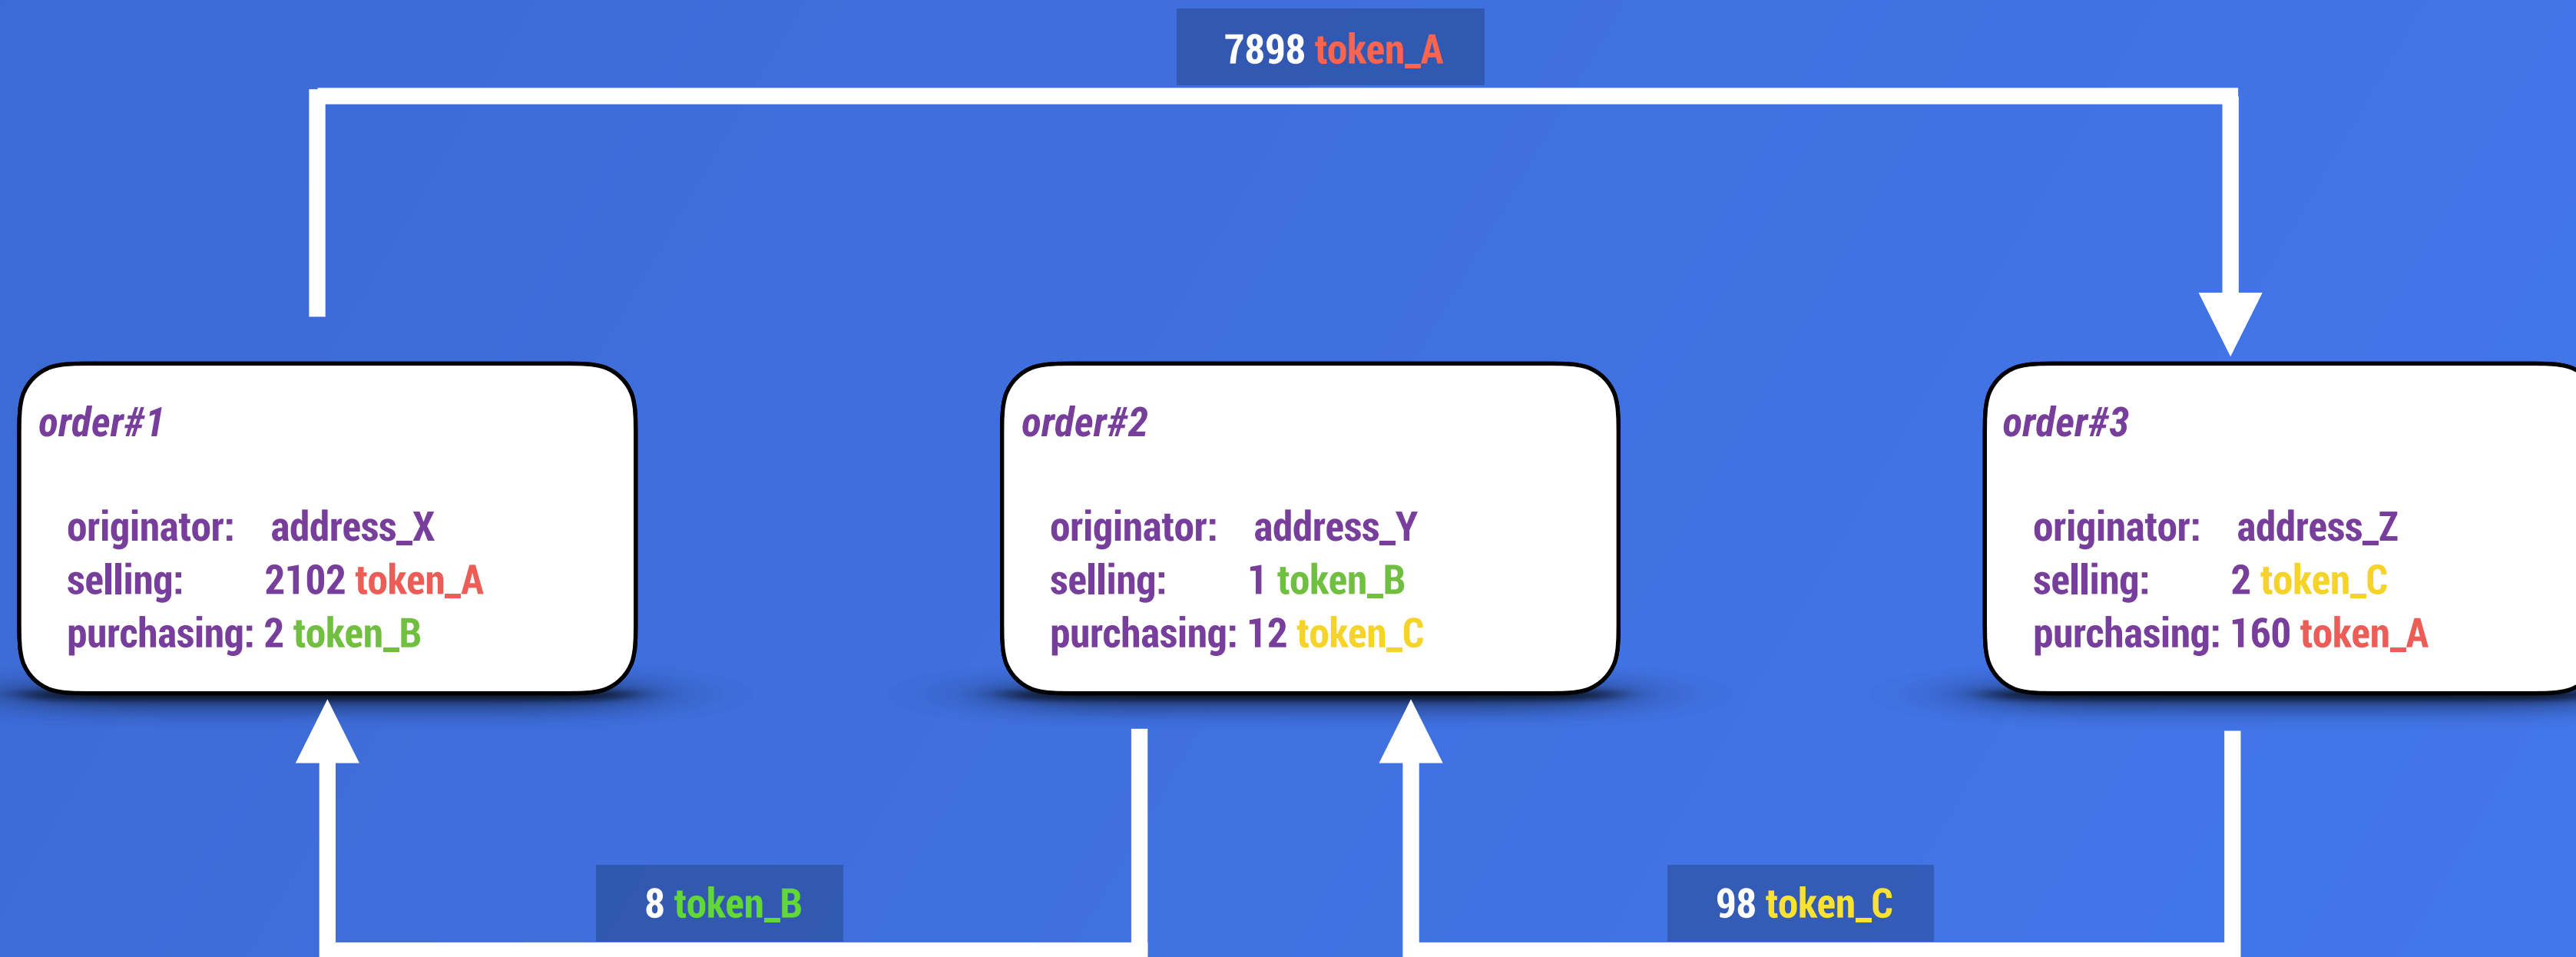 7898 token_A
order#1
originator: address_X
selling: 2102 token_A
purchasing: 2 token_B
order#2
originator: address_Y
selling: 1 token_B
purchasing: 12 token_C
order#3
originator: address_Z
selling: 2 token_C
purchasing: 160 token_A
8 token_B
98 token_C